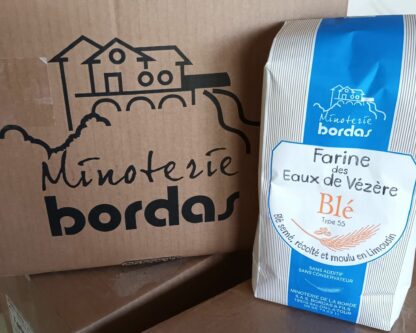 Minoterie
bordas
Minoterie
bordas
Farine
des
Eaux de Vézère
Blé
Type 55
Blé semé, récolté et moulu en Limousin
SANS ADDITIF
SANS CONSERVATEUR
MINOTERIE DE LA BORDE